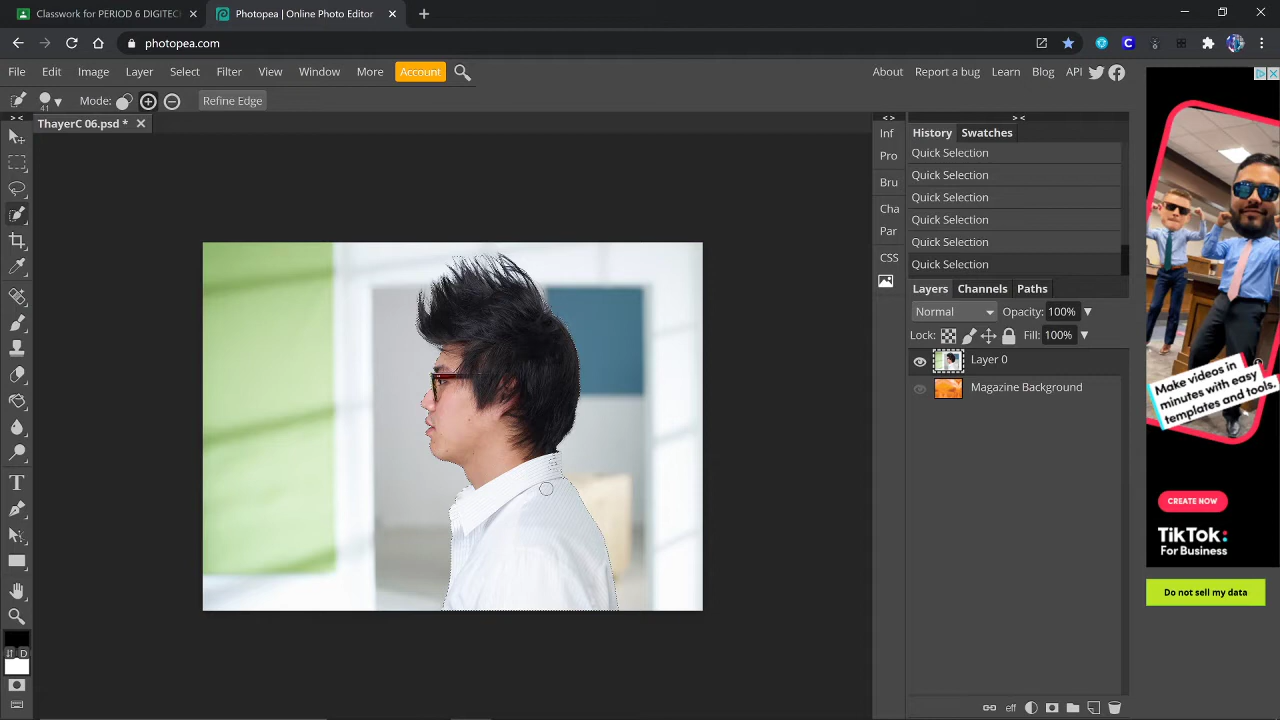 Classwork for PERIOD 6 DIGITEC
Photopea | Online Photo Editor
photopea.com
File Edit Image Layer Select Filter View Window More Account
About Report a bug Learn Blog API
41
Mode:
Refine Edge
ThayerC 06.psd *
Inf
Pro
Bru
Cha
Par
CSS
History Swatches
Quick Selection
Quick Selection
Quick Selection
Quick Selection
Quick Selection
Quick Selection
Layers Channels Paths
Normal Opacity: 100%
Lock: Fill: 100%
Layer 0
Magazine Background
eff
D
Make videos in
minutes with easy
templates and tools.
CREATE NOW
TikTok:
For Business
Do not sell my data